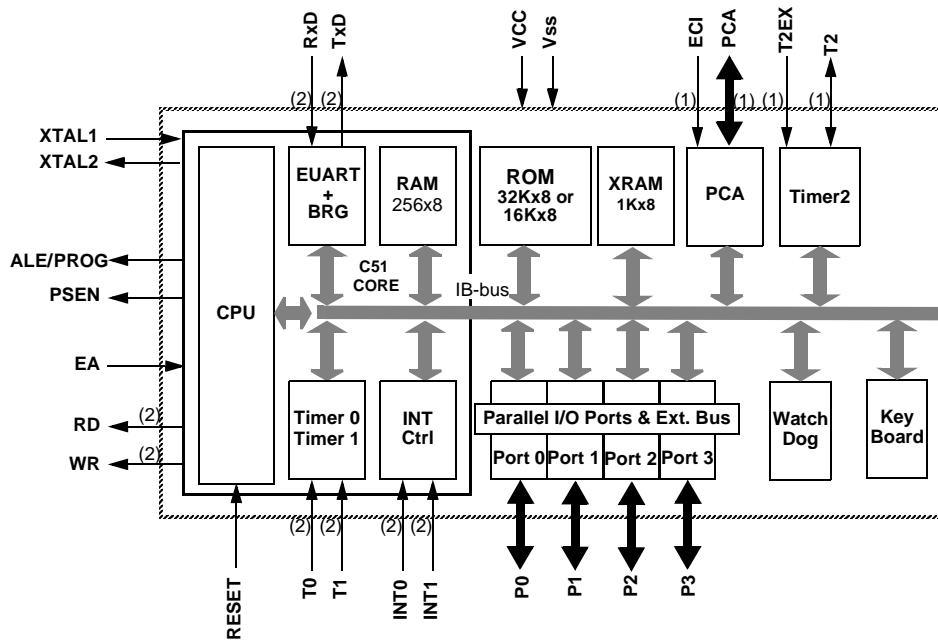 RxD
TxD
VCC
Vss
ECI
PCA
T2EX
T2
(2) (2)
(1) (1) (1) (1)
XTAL1
XTAL2
ALE/PROG
PSEN
EA
RD
(2)
WR
(2)
CPU
EUART
+
BRG
RAM
256x8
C51
CORE
IB-bus
ROM
32Kx8 or
16Kx8
XRAM
1Kx8
PCA
Timer2
Timer 0
Timer 1
INT
Ctrl
Parallel I/O Ports & Ext. Bus
Port 0 Port 1 Port 2 Port 3
Watch
Dog
Key
Board
(2) (2) (2) (2)
RESET
T0
T1
INT0
INT1
P0
P1
P2
P3